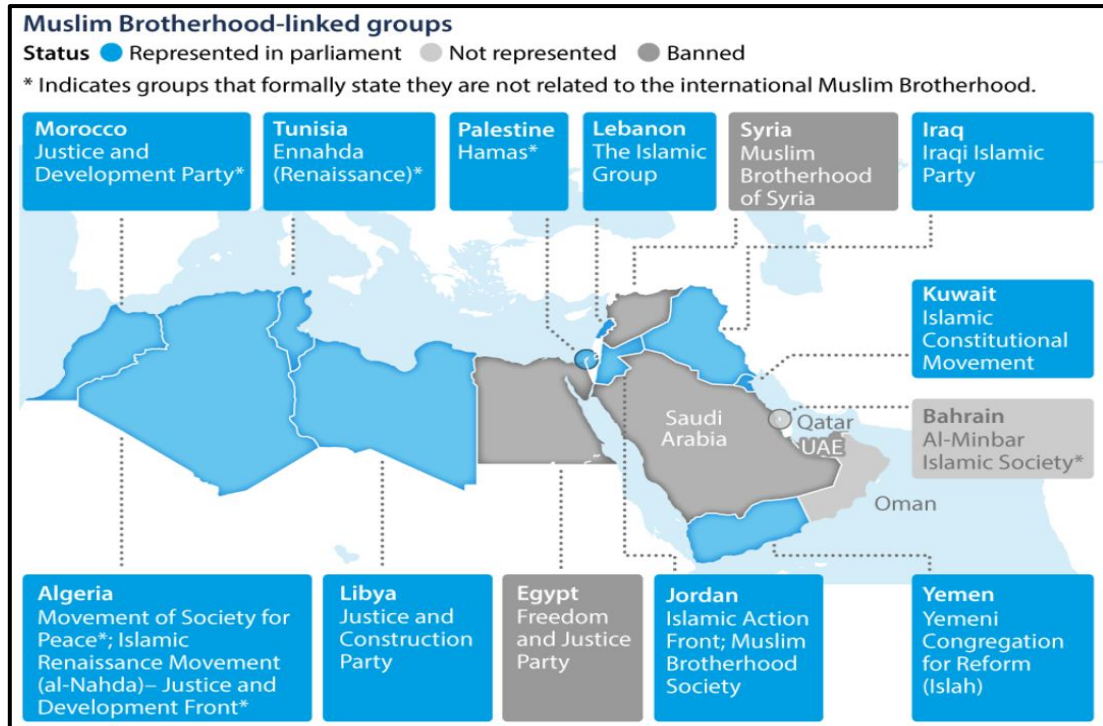 Muslim Brotherhood-linked groups
Status Represented in parliament Not represented Banned
* Indicates groups that formally state they are not related to the international Muslim Brotherhood.
Morocco
Justice and
Development Party*
Tunisia
Ennahda
(Renaissance)*
Palestine
Hamas*
Lebanon
The Islamic
Group
Syria
Muslim
Brotherhood
of Syria
Iraq
Iraqi Islamic
Party
Kuwait
Islamic
Constitutional
Movement
Bahrain
Al-Minbar
Islamic Society*
Saudi
Arabia
Qatar
UAE
Oman
Algeria
Movement of Society for
Peace*; Islamic
Renaissance Movement
(al-Nahda)– Justice and
Development Front*
Libya
Justice and
Construction
Party
Egypt
Freedom
and Justice
Party
Jordan
Islamic Action
Front; Muslim
Brotherhood
Society
Yemen
Yemeni
Congregation
for Reform
(Islah)